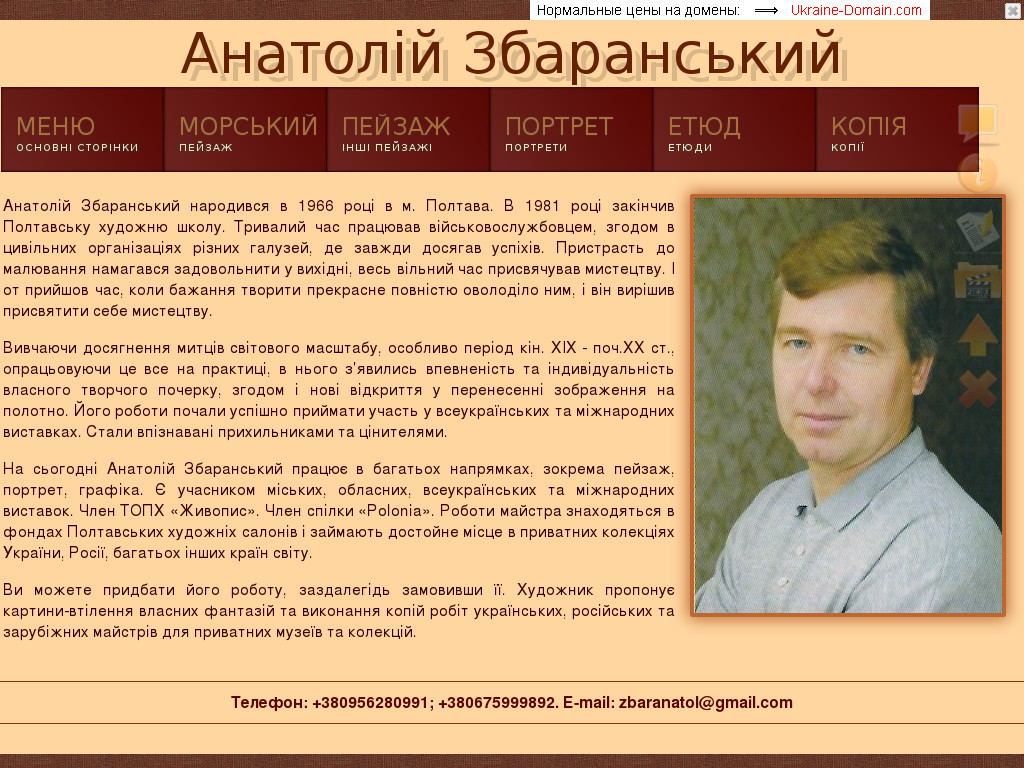 Нормальные цены на домены: ⟹ Ukraine-Domain.com
Анатолій Збаранський
МЕНЮ
ОСНОВНІ СТОРІНКИ
МОРСЬКИЙ
ПЕЙЗАЖ
ПЕЙЗАЖ
ІНШІ ПЕЙЗАЖІ
ПОРТРЕТ
ПОРТРЕТИ
ЕТЮД
ЕТЮДИ
КОПІЯ
КОПІЇ
Анатолій Збаранський народився в 1966 році в м. Полтава. В 1981 році закінчив
Полтавську художню школу. Тривалий час працював військовослужбовцем, згодом в
цивільних організаціях різних галузей, де завжди досягав успіхів. Пристрасть до
малювання намагався задовольнити у вихідні, весь вільний час присвячував мистецтву. І
от прийшов час, коли бажання творити прекрасне повністю оволоділо ним, і він вирішив
присвятити себе мистецтву.
Вивчаючи досягнення митців світового масштабу, особливо період кін. XIX - поч.XX ст.,
опрацьовуючи це все на практиці, в нього з'явились впевненість та індивідуальність
власного творчого почерку, згодом і нові відкриття у перенесенні зображення на
полотно. Його роботи почали успішно приймати участь у всеукраїнських та міжнародних
виставках. Стали впізнавані прихильниками та цінителями.
На сьогодні Анатолій Збаранський працює в багатьох напрямках, зокрема пейзаж,
портрет, графіка. Є учасником міських, обласних, всеукраїнських та міжнародних
виставок. Член ТОПХ «Живопис». Член спілки «Polonia». Роботи майстра знаходяться в
фондах Полтавських художніх салонів і займають достойне місце в приватних колекціях
України, Росії, багатьох інших країн світу.
Ви можете придбати його роботу, заздалегідь замовивши її. Художник пропонує
картини-втілення власних фантазій та виконання копій робіт українських, російських та
зарубіжних майстрів для приватних музеїв та колекцій.
Телефон: +380956280991; +380675999892. E-mail: zbaranatol@gmail.com